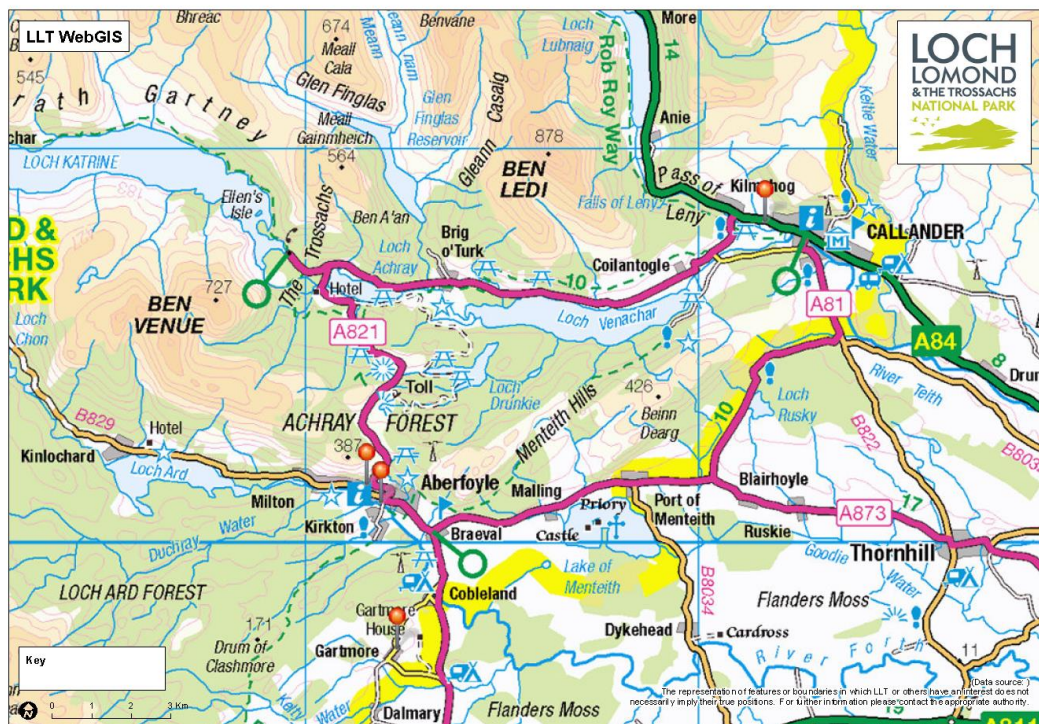 LLT WebGIS
LOCH
LOMOND
& THE TROSSACHS
NATIONAL PARK
Bhreac
674
Meall
Cala
Benvane
Loch
Lubnaig
More
14
Rob Roy Way
545
Glen Finglas
Gartney
Meall
Gainmheich
564
Glen
Finglas
Reservoir
Gleann
Casaig
878
BEN
LEDI
Anie
Keltie Water
LOCH KATRINE
Ellen's
Isle
The Trossachs
Ben A'an
Pass of
Leny
Falls of Leny
i
M
CALLANDER
Brig
o'Turk
Loch
Achray
10
Coilantogle
Hotel
727
BEN
VENUE
A821
Loch Venachar
A81
A84
8
Loch
Chon
7
Toll
Loch
Drunkie
Menteith Hills
426
Beinn
Dearg
10
Loch
Rusky
River Teith
B822
ACHRAY FOREST
387
B829
Hotel
Kinlochard
Loch Ard
Milton
i
Aberfoyle
Malling
Priory
Port of
Menteith
Blairhoyle
17
A873
Kirkton
Braeval
Castle
Ruskie
Thornhill
Duchray Water
Goodie Water
LOCH ARD FOREST
Lake of
Menteith
Cobleland
B8034
Flanders Moss
Gartmore
House
171
Drum of
Clashmore
Gartmore
Dykehead
Cardross
River Forth
11
Key
0 1 2 3 Km
Dalmary
Flanders Moss
(Data source: )
The representation of features or boundaries in which LLT or others have an interest does not
necessarily imply their true positions. For further information please contact the appropriate authority.